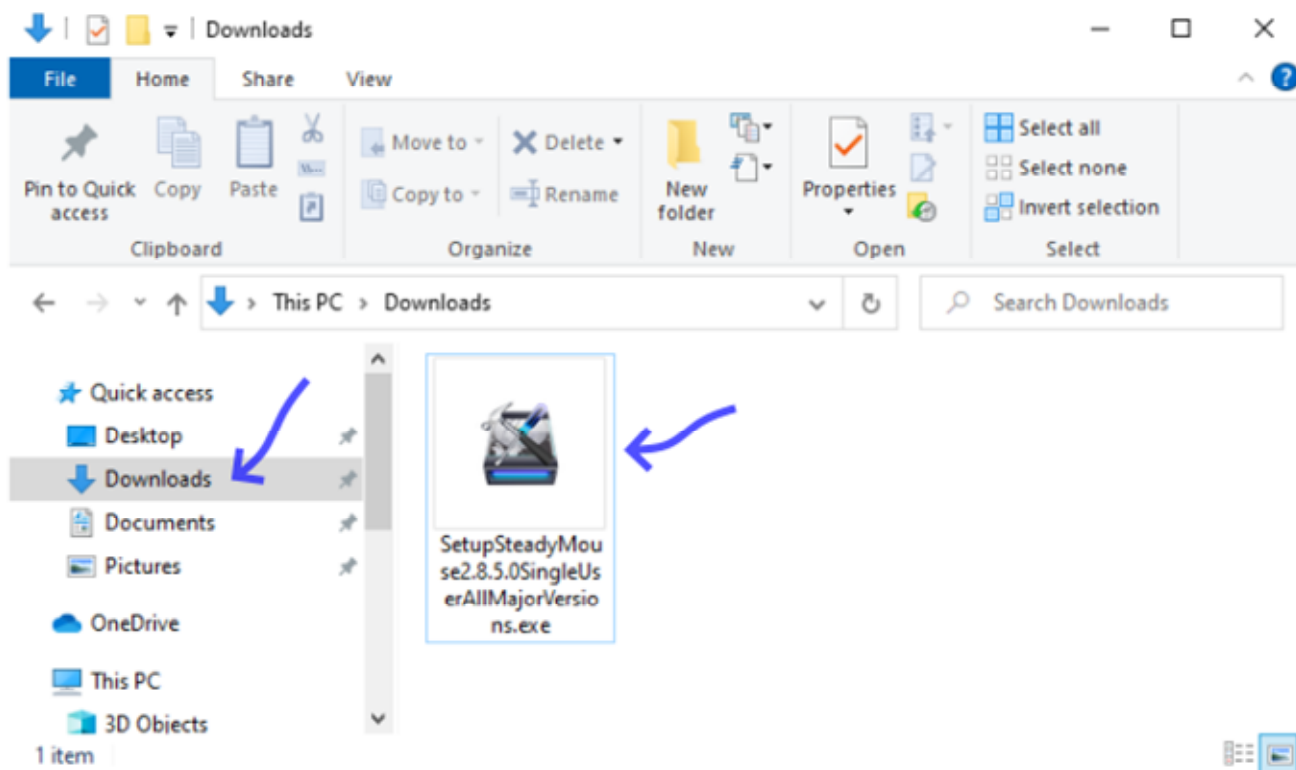 Downloads
File Home Share View
Pin to Quick access
Copy
Paste
Clipboard
Move to
Copy to
Delete
Rename
Organize
New folder
New
Properties
Open
Select all
Select none
Invert selection
Select
This PC > Downloads
Search Downloads
Quick access
Desktop
Downloads
Documents
Pictures
OneDrive
This PC
3D Objects
SetupSteadyMou
se2.8.5.0SingleUs
erAllMajorVersio
ns.exe
1 item